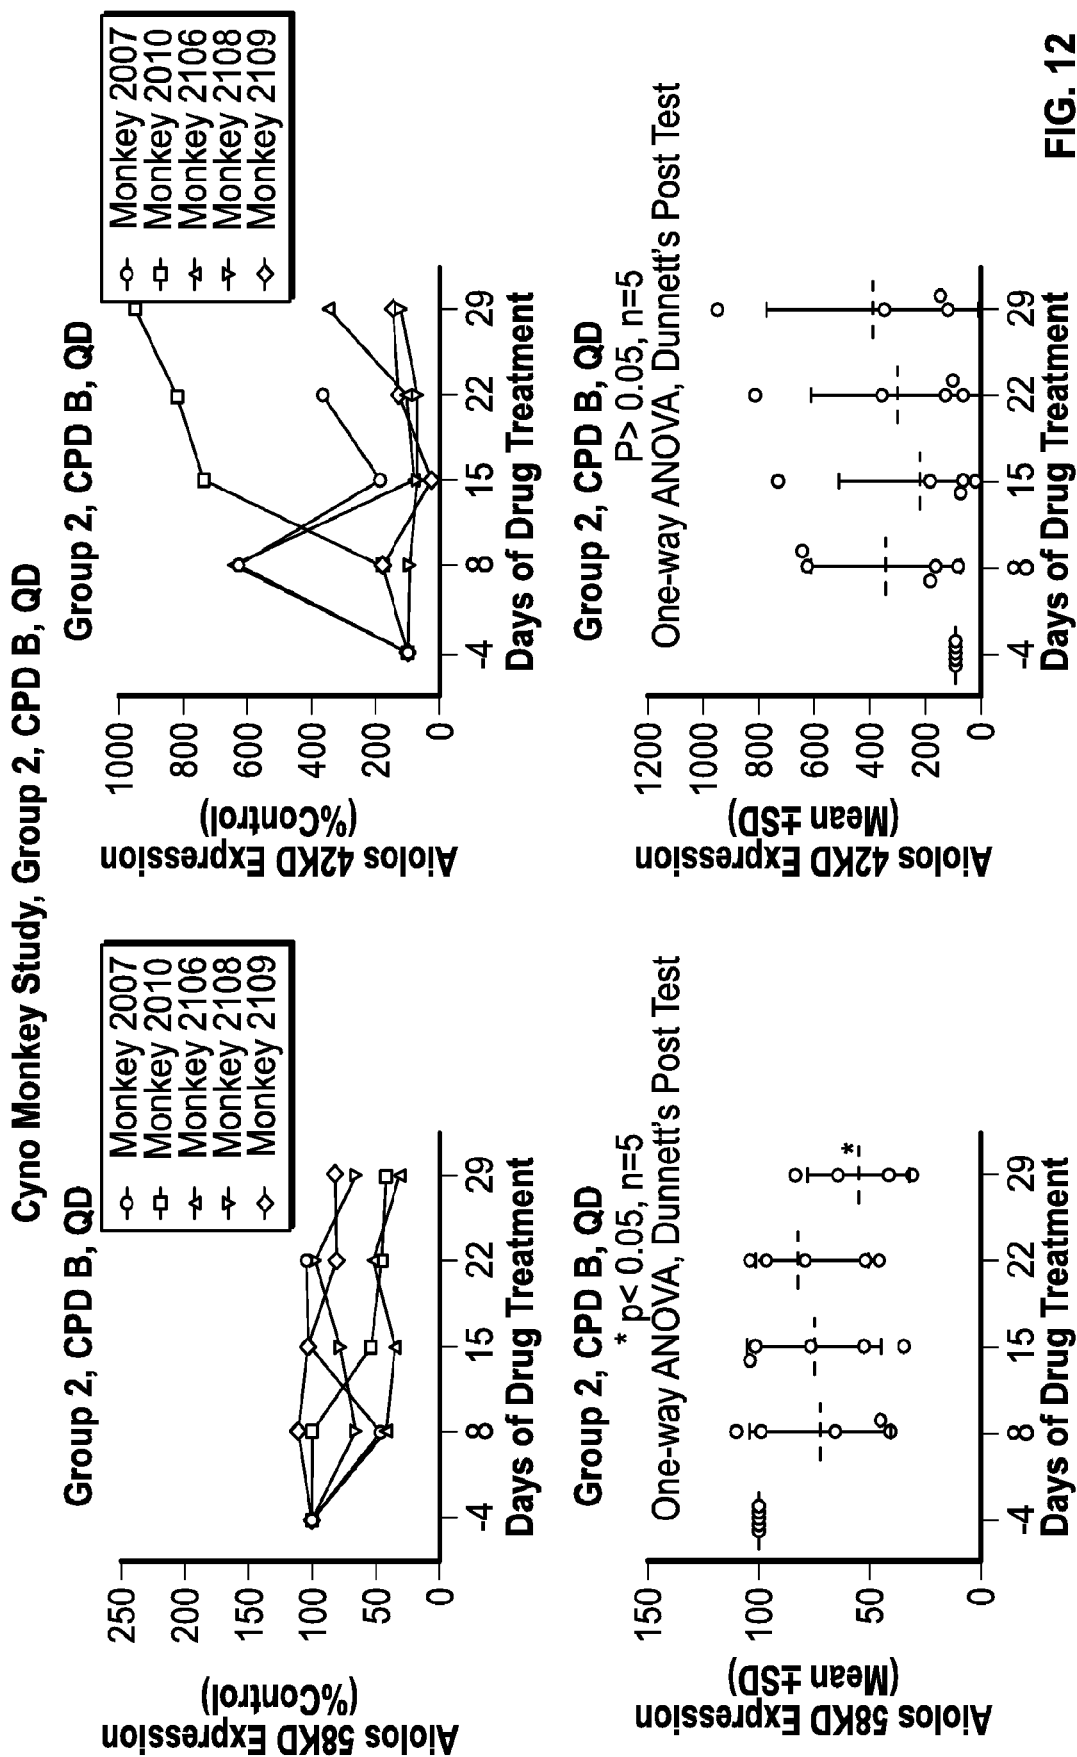 Cyno Monkey Study, Group 2, CPD B, QD
Group 2, CPD B, QD
Monkey 2007
Monkey 2010
Monkey 2106
Monkey 2108
Monkey 2109
Aiolos 58KD Expression
(%Control)
250
200
150
100
50
0
-4 8 15 22 29
Days of Drug Treatment
Group 2, CPD B, QD
Monkey 2007
Monkey 2010
Monkey 2106
Monkey 2108
Monkey 2109
Aiolos 42KD Expression
(%Control)
1000
800
600
400
200
0
-4 8 15 22 29
Days of Drug Treatment
Group 2, CPD B, QD
* p< 0.05, n=5
One-way ANOVA, Dunnett's Post Test
Aiolos 58KD Expression
(Mean ±SD)
150
100
50
0
*
-4 8 15 22 29
Days of Drug Treatment
Group 2, CPD B, QD
P> 0.05, n=5
One-way ANOVA, Dunnett's Post Test
Aiolos 42KD Expression
(Mean ±SD)
1200
1000
800
600
400
200
0
-4 8 15 22 29
Days of Drug Treatment
FIG. 12